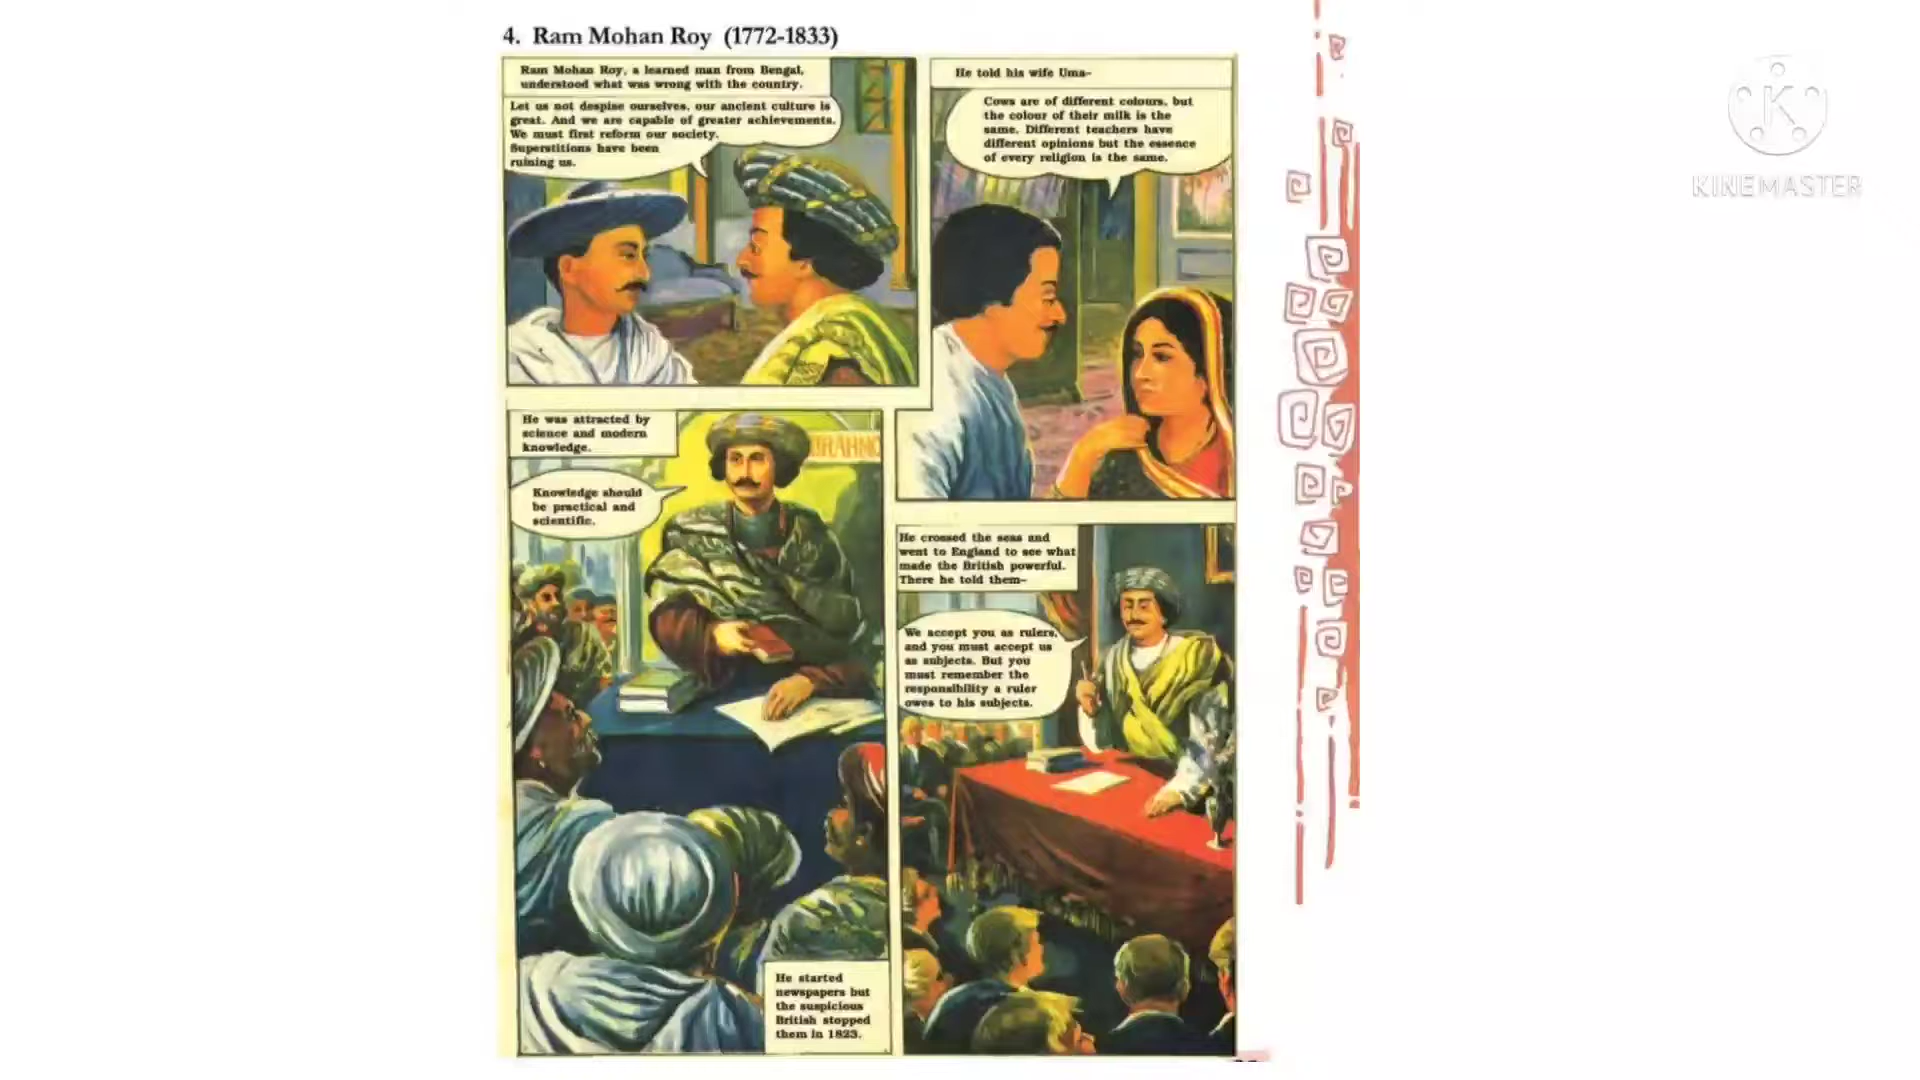 4. Ram Mohan Roy (1772-1833)
Ram Mohan Roy, a learned man from Bengal,
understood what was wrong with the country.
Let us not despise ourselves, our ancient culture is
great. And we are capable of greater achievements.
We must first reform our society.
Superstitions have been
ruining us.
He told his wife Uma–
Cows are of different colours, but
the colour of their milk is the
same. Different teachers have
different opinions but the essence
of every religion is the same.
He was attracted by
science and modern
knowledge.
Knowledge should
be practical and
scientific.
BRAHMO
He started
newspapers but
the suspicious
British stopped
them in 1823.
He crossed the seas and
went to England to see what
made the British powerful.
There he told them–
We accept you as rulers,
and you must accept us
as subjects. But you
must remember the
responsibility a ruler
owes to his subjects.
K
KINEMASTER